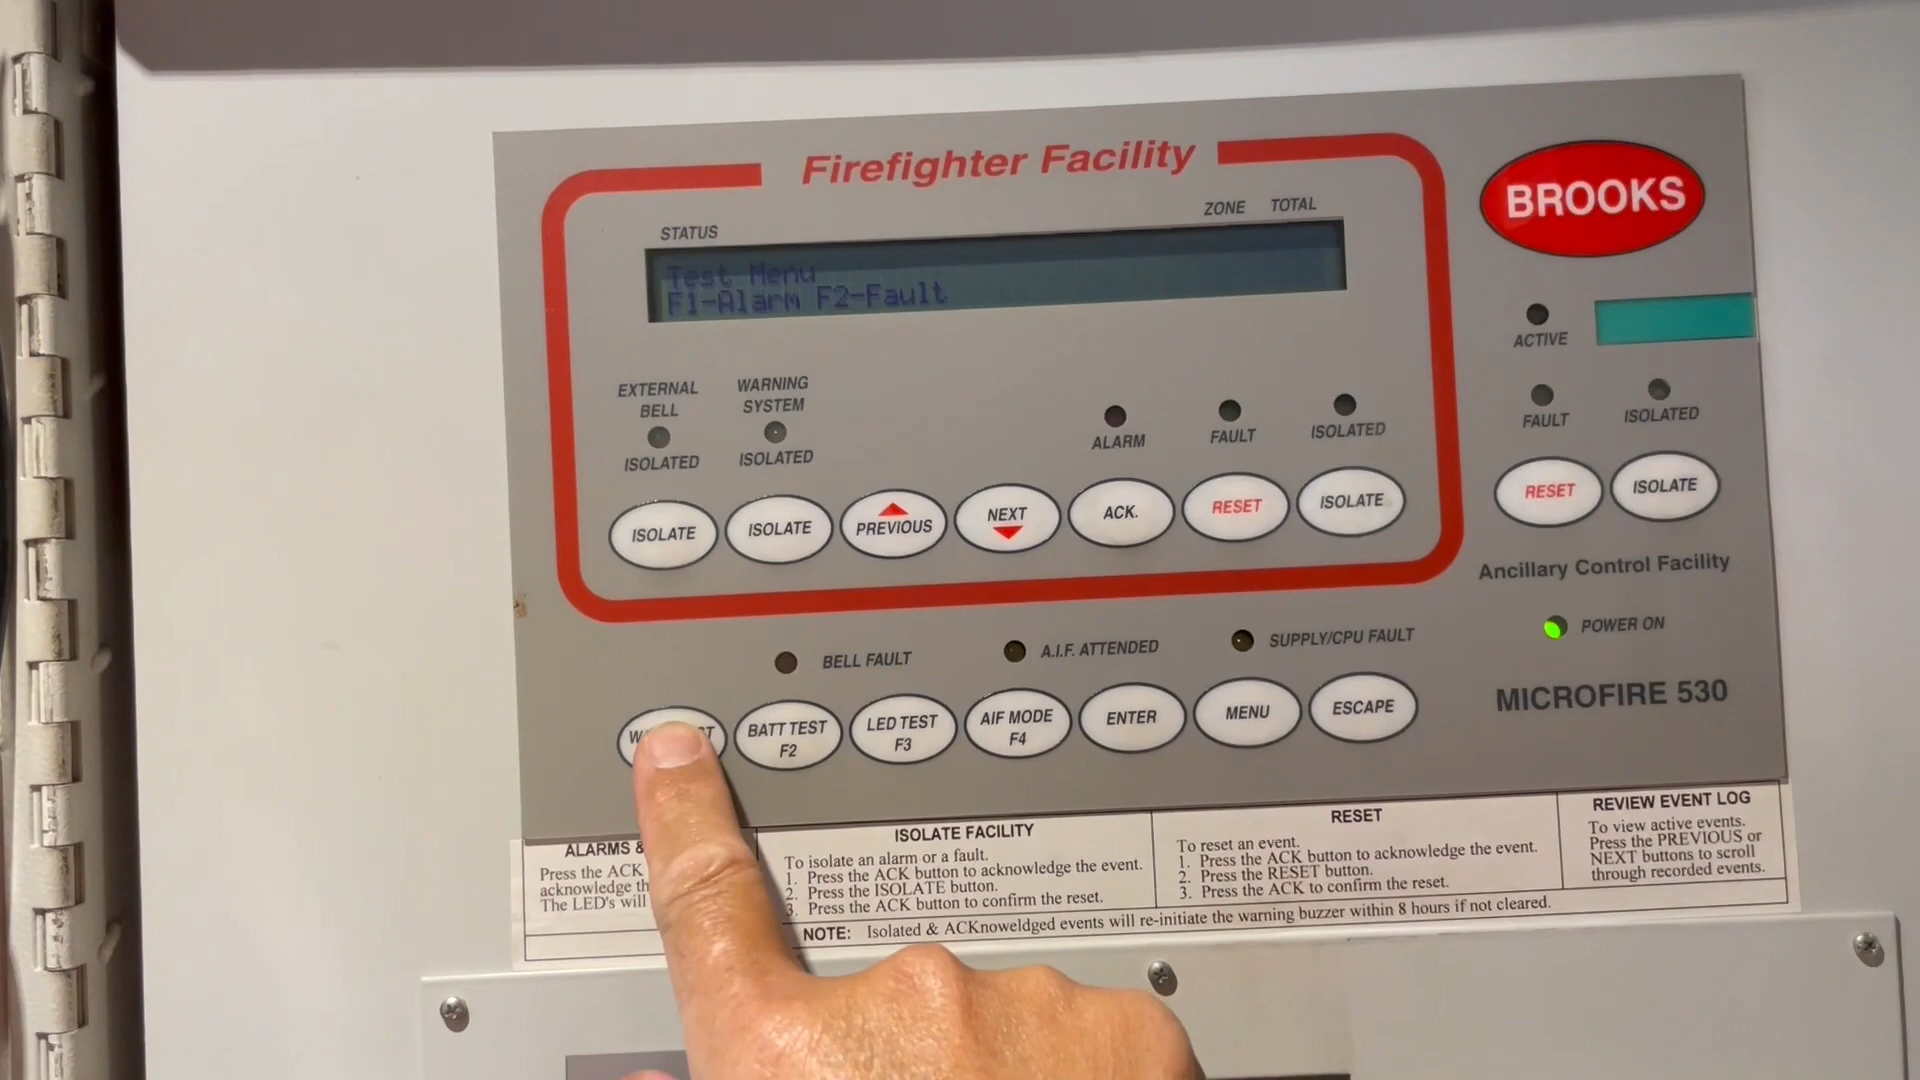 Firefighter Facility
BROOKS
STATUS
ZONE TOTAL
Test Menu
F1-Alarm F2-Fault
ACTIVE
EXTERNAL
BELL
ISOLATED
WARNING
SYSTEM
ISOLATED
ALARM
FAULT
ISOLATED
FAULT
ISOLATED
ISOLATE
ISOLATE
PREVIOUS
NEXT
ACK.
RESET
ISOLATE
RESET
ISOLATE
Ancillary Control Facility
BELL FAULT
A.I.F. ATTENDED
SUPPLY/CPU FAULT
POWER ON
MICROFIRE 530
BATT TEST
F2
LED TEST
F3
AIF MODE
F4
ENTER
MENU
ESCAPE
ALARMS &
Press the ACK
acknowledge
The LED's will
ISOLATE FACILITY
To isolate an alarm or a fault.
1. Press the ACK button to acknowledge the event.
2. Press the ISOLATE button.
3. Press the ACK button to confirm the reset.
RESET
To reset an event.
1. Press the ACK button to acknowledge the event.
2. Press the RESET button.
3. Press the ACK to confirm the reset.
REVIEW EVENT LOG
To view active events.
Press the PREVIOUS or
NEXT buttons to scroll
through recorded events.
NOTE: Isolated & ACKnoweldged events will re-initiate the warning buzzer within 8 hours if not cleared.